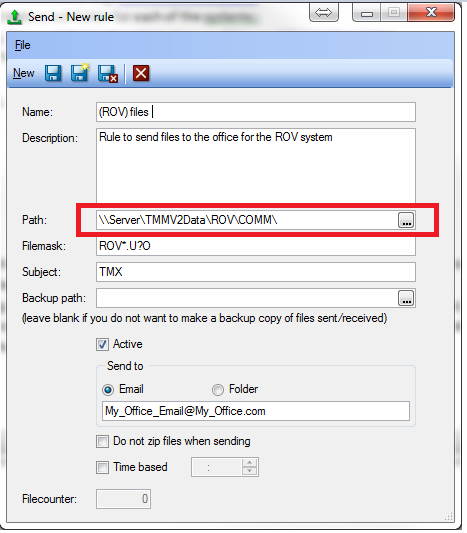 Send - New rule
File
New
Name: (ROV) files
Description: Rule to send files to the office for the ROV system
Path: \\Server\TMMV2Data\ROV\COMM\ ...
Filemask: ROV*.U?O
Subject: TMX
Backup path: ...
(leave blank if you do not want to make a backup copy of files sent/received)
Active
Send to
Email Folder
My_Office_Email@My_Office.com
Do not zip files when sending
Time based :
Filecounter: 0